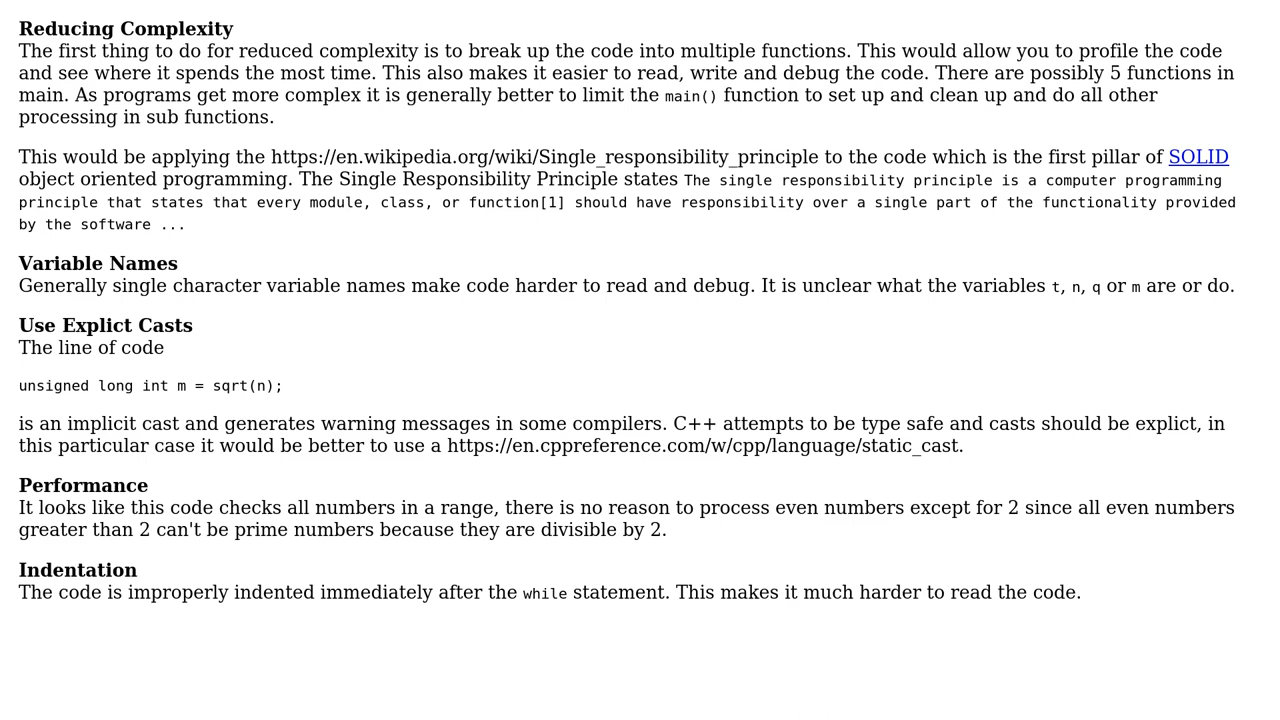 Reducing Complexity
The first thing to do for reduced complexity is to break up the code into multiple functions. This would allow you to profile the code
and see where it spends the most time. This also makes it easier to read, write and debug the code. There are possibly 5 functions in
main. As programs get more complex it is generally better to limit the main() function to set up and clean up and do all other
processing in sub functions.
This would be applying the https://en.wikipedia.org/wiki/Single_responsibility_principle to the code which is the first pillar of SOLID
object oriented programming. The Single Responsibility Principle states The single responsibility principle is a computer programming
principle that states that every module, class, or function[1] should have responsibility over a single part of the functionality provided
by the software ...
Variable Names
Generally single character variable names make code harder to read and debug. It is unclear what the variables t, n, q or m are or do.
Use Explict Casts
The line of code
unsigned long int m = sqrt(n);
is an implicit cast and generates warning messages in some compilers. C++ attempts to be type safe and casts should be explict, in
this particular case it would be better to use a https://en.cppreference.com/w/cpp/language/static_cast.
Performance
It looks like this code checks all numbers in a range, there is no reason to process even numbers except for 2 since all even numbers
greater than 2 can't be prime numbers because they are divisible by 2.
Indentation
The code is improperly indented immediately after the while statement. This makes it much harder to read the code.